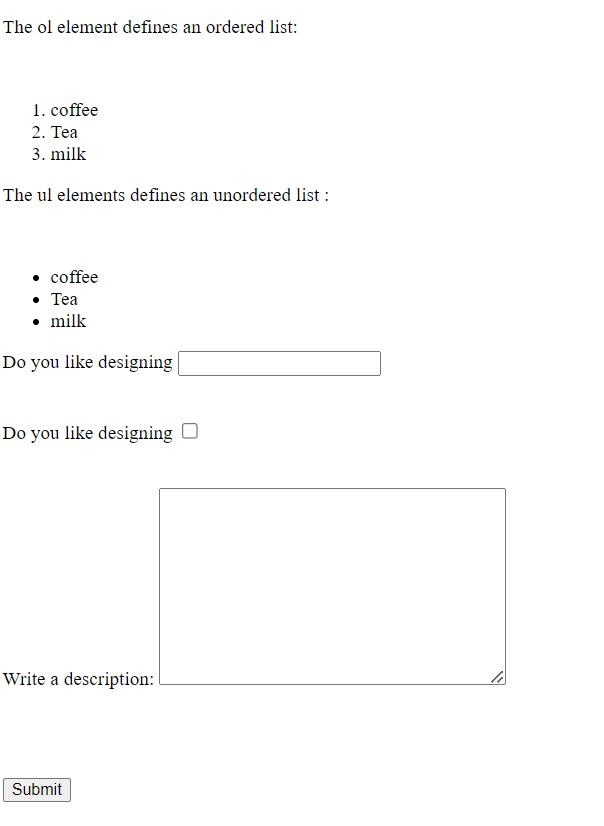 The ol element defines an ordered list:
1. coffee
2. Tea
3. milk
The ul elements defines an unordered list :
• coffee
• Tea
• milk
Do you like designing
Do you like designing
Write a description:
Submit